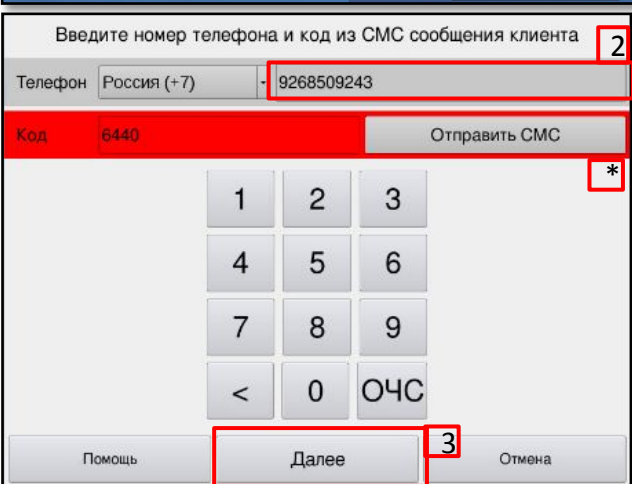 Введите номер телефона и код из СМС сообщения клиента
2
Телефон Россия (+7) 9268509243
Код 6440 Отправить СМС
*
1 2 3
4 5 6
7 8 9
< 0 ОЧС
3
Помощь Далее Отмена